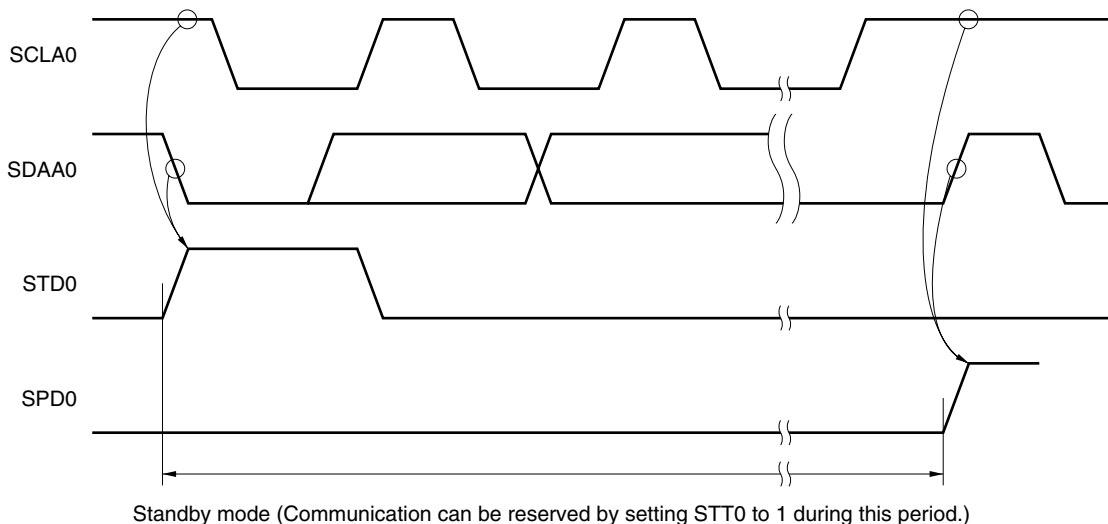 SCLA0
SDAA0
STD0
SPD0
Standby mode (Communication can be reserved by setting STT0 to 1 during this period.)